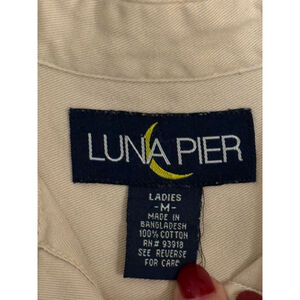 LUNA PIER
LADIES
-M-
MADE IN
BANGLADESH
100% COTTON
RN# 93918
SEE REVERSE
FOR CARE